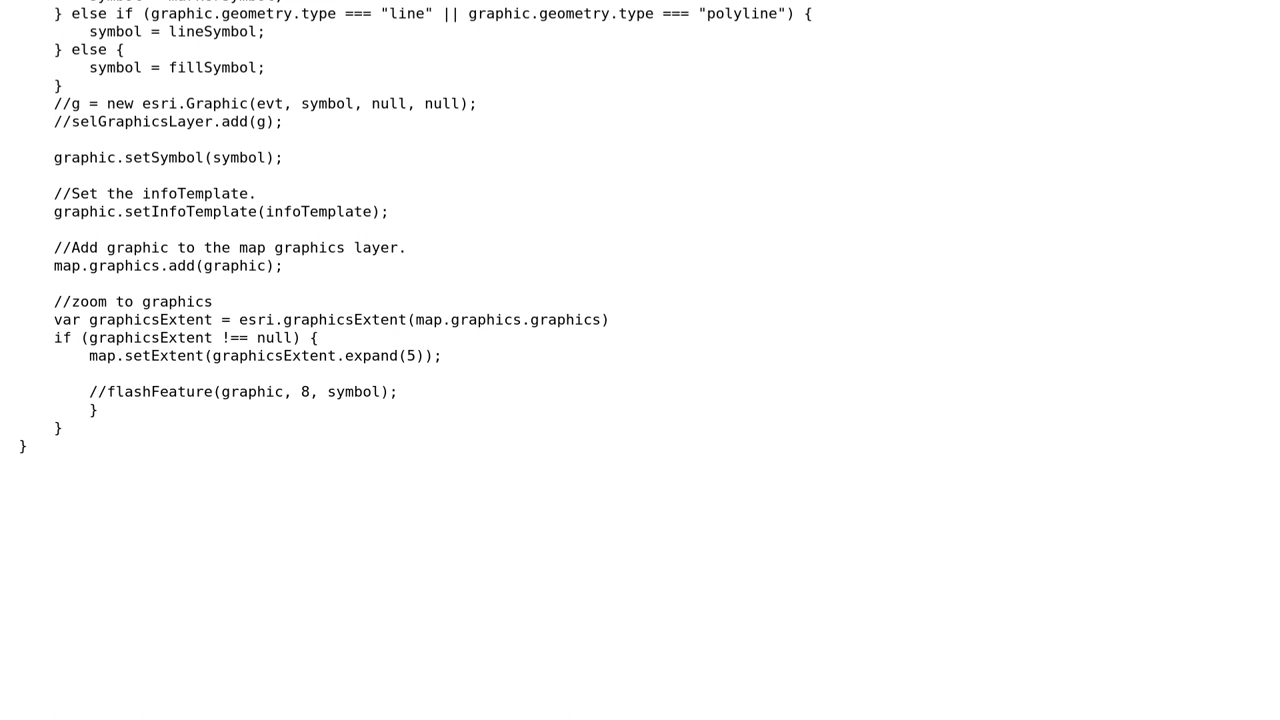 } else if (graphic.geometry.type === "line" || graphic.geometry.type === "polyline") {
symbol = lineSymbol;
} else {
symbol = fillSymbol;
}
//g = new esri.Graphic(evt, symbol, null, null);
//selGraphicsLayer.add(g);
graphic.setSymbol(symbol);
//Set the infoTemplate.
graphic.setInfoTemplate(infoTemplate);
//Add graphic to the map graphics layer.
map.graphics.add(graphic);
//zoom to graphics
var graphicsExtent = esri.graphicsExtent(map.graphics.graphics)
if (graphicsExtent !== null) {
map.setExtent(graphicsExtent.expand(5));
//flashFeature(graphic, 8, symbol);
}
}
}